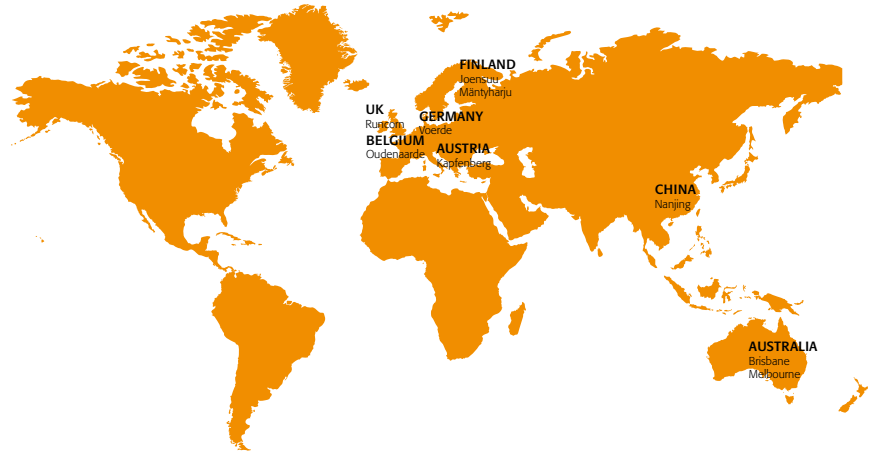 FINLAND
Joensuu
Mäntyharju
UK
Runcorn
GERMANY
Voerde
BELGIUM
Oudenaarde
AUSTRIA
Kapfenberg
CHINA
Nanjing
AUSTRALIA
Brisbane
Melbourne